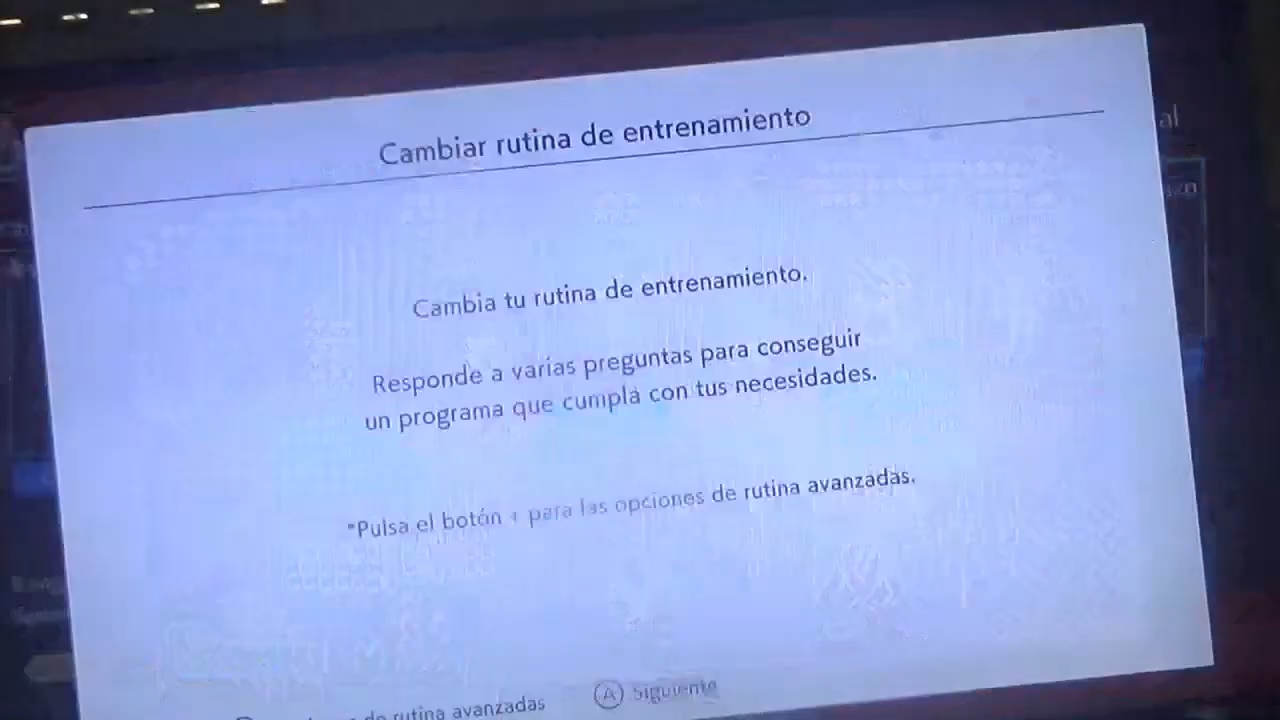 Cambiar rutina de entrenamiento
al
Cambia tu rutina de entrenamiento.
Responde a varias preguntas para conseguir
un programa que cumpla con tus necesidades.
*Pulsa el botón + para las opciones de rutina avanzadas.
de rutina avanzadas
A Siguiente